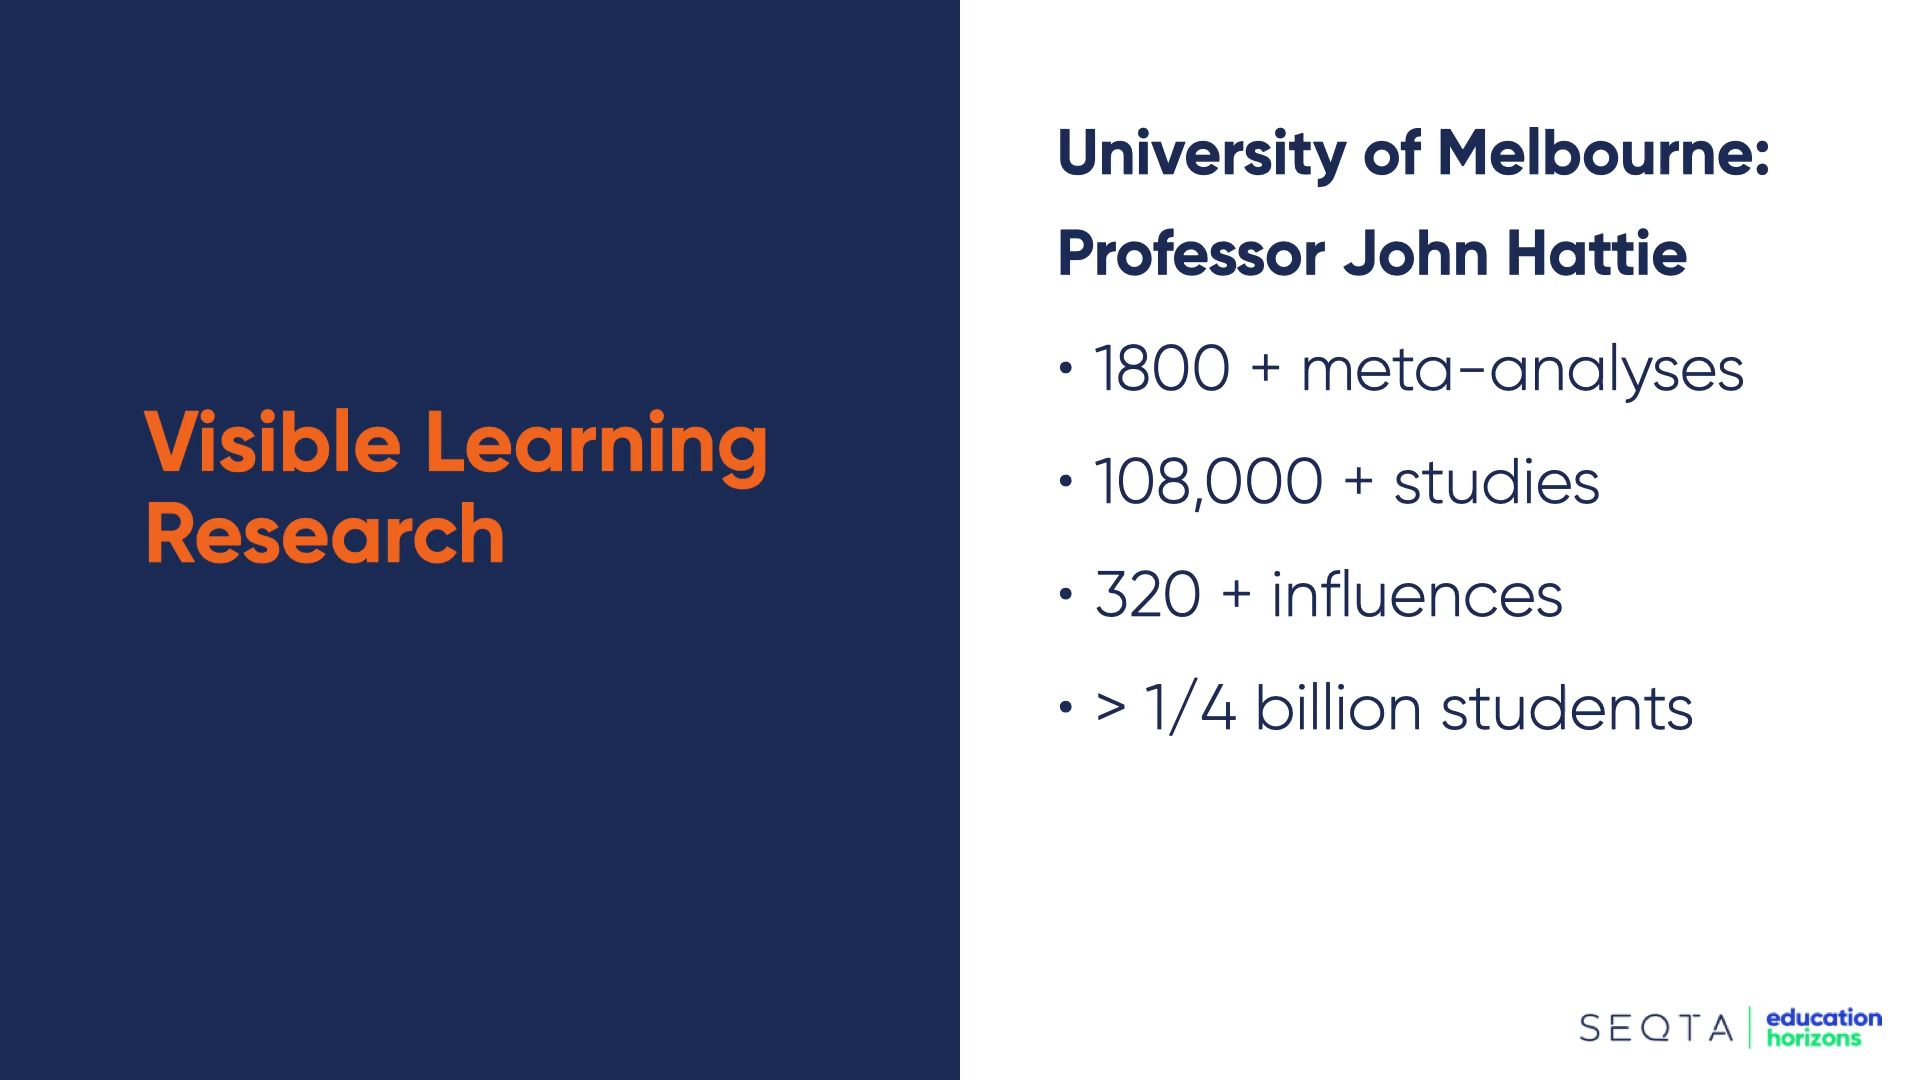 Visible Learning
Research
University of Melbourne:
Professor John Hattie
• 1800 + meta-analyses
• 108,000 + studies
• 320 + influences
• > 1/4 billion students
SEQTA
education
horizons